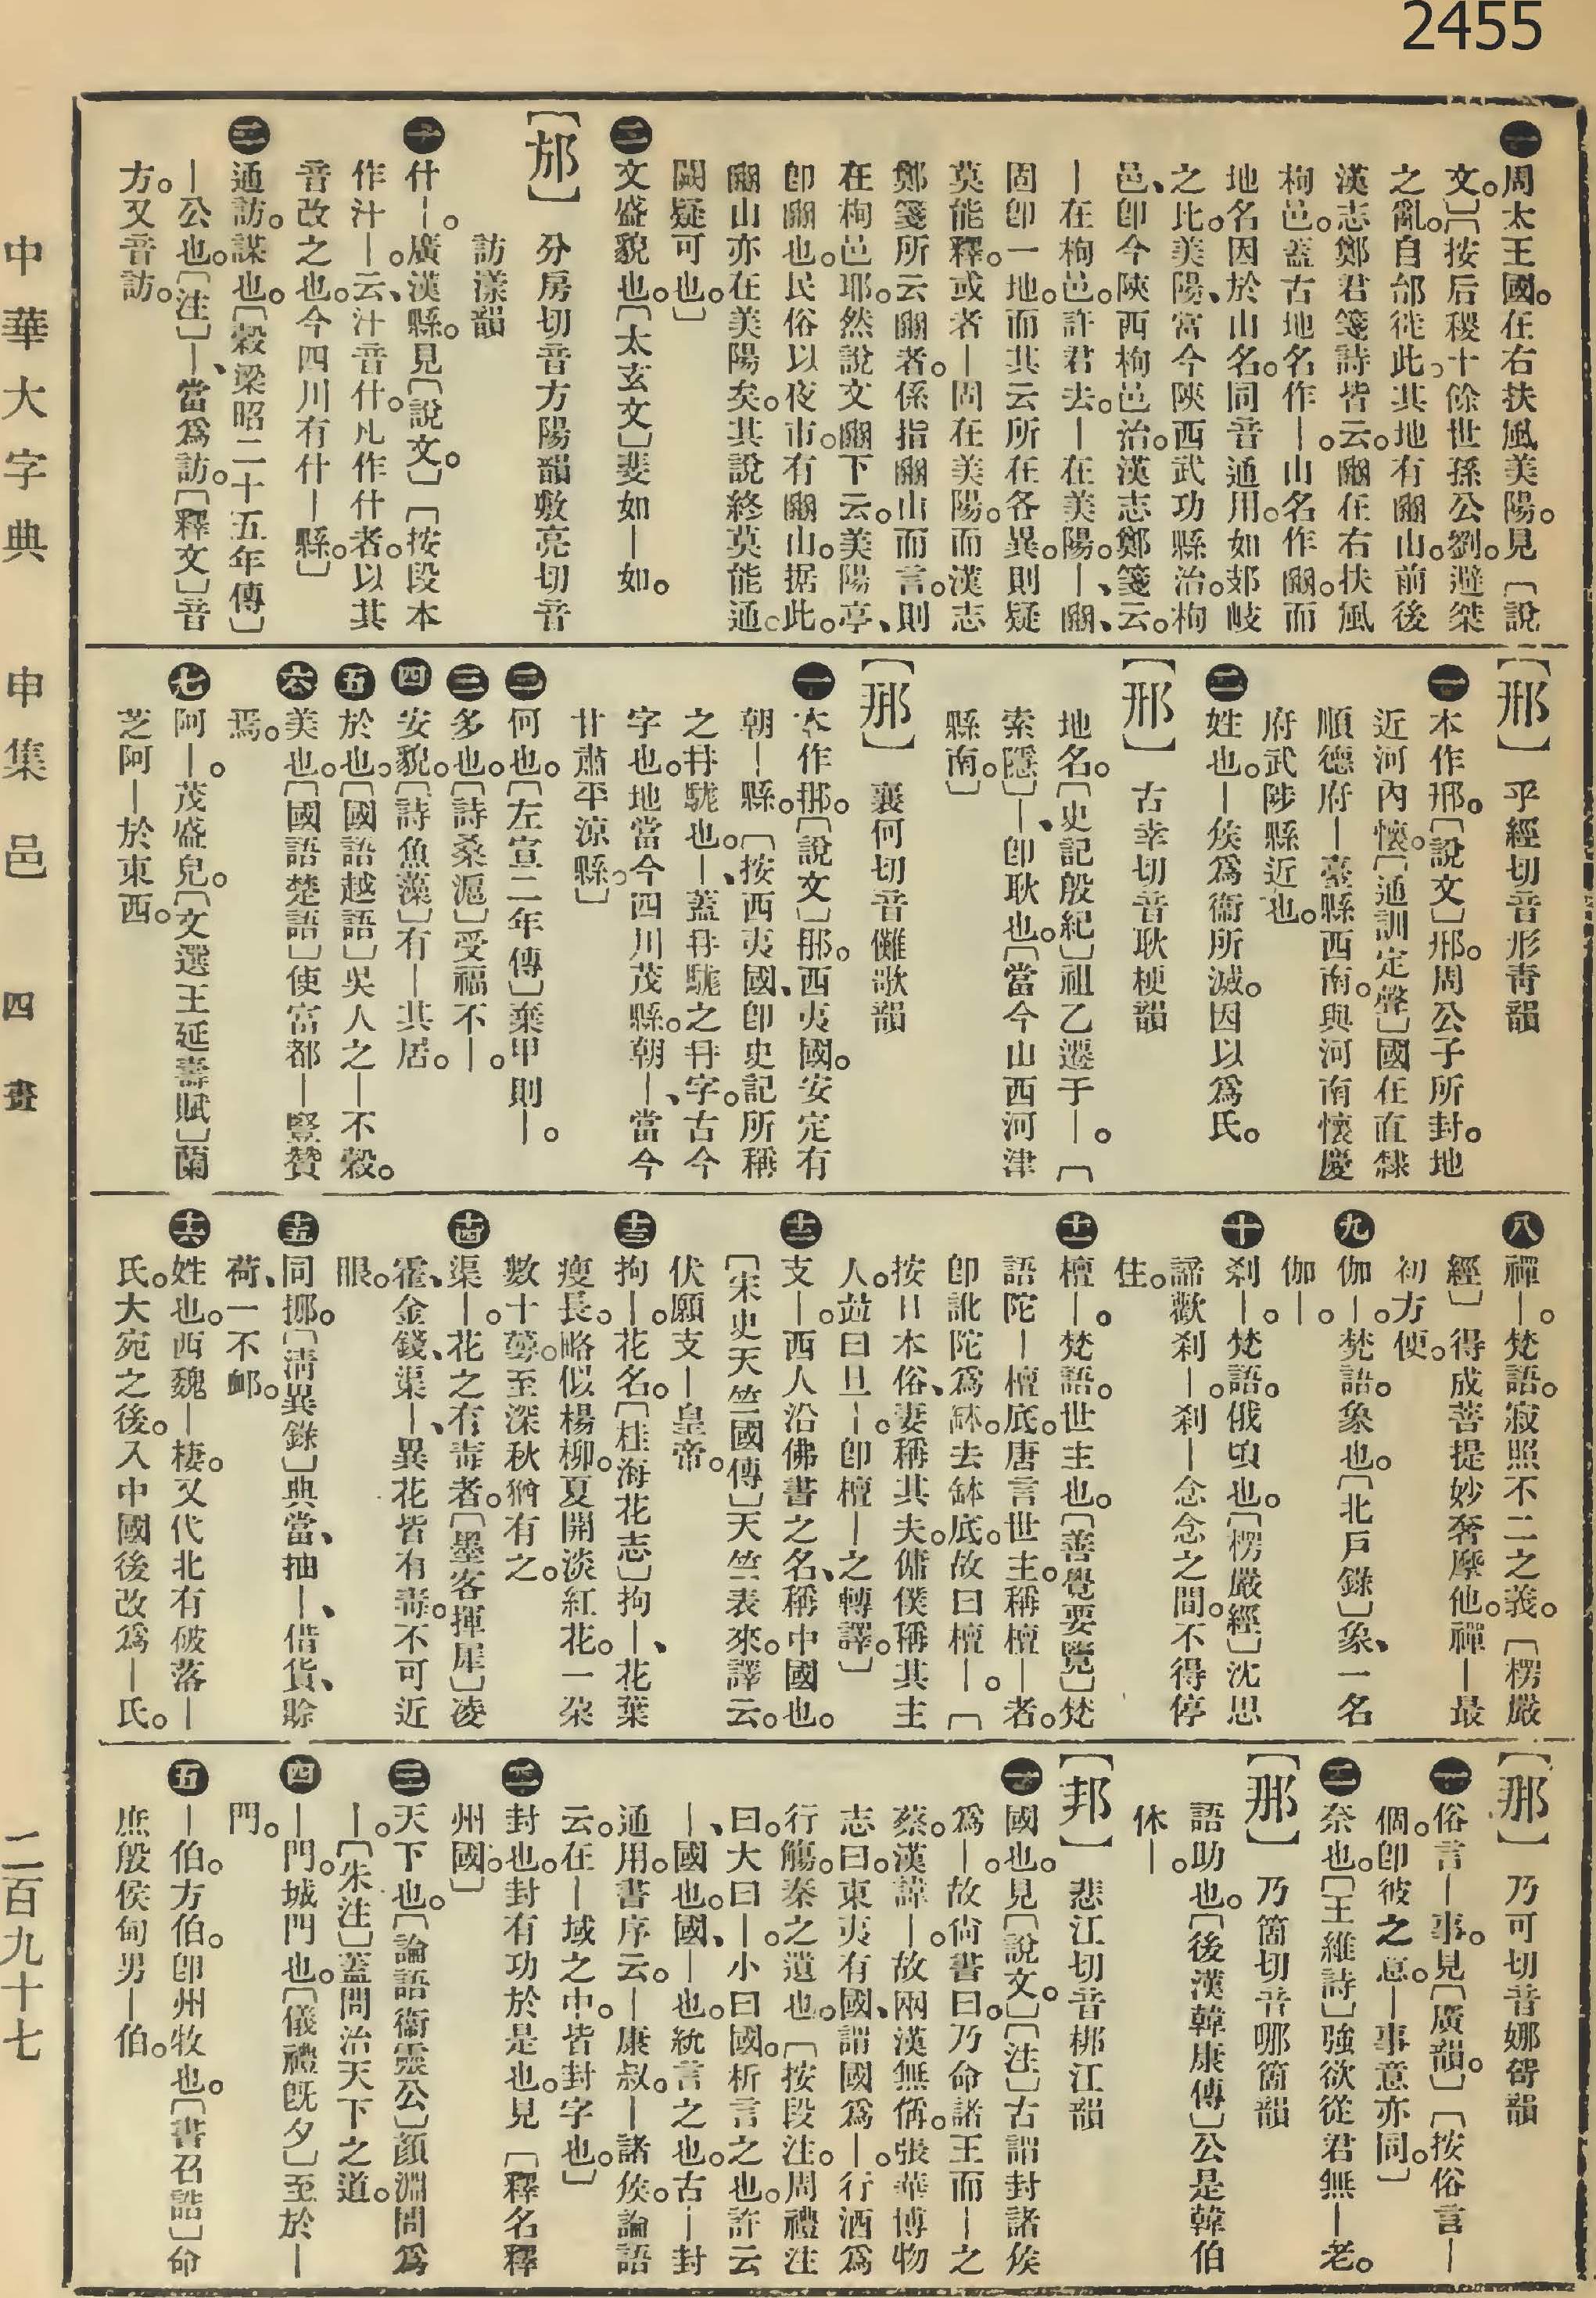 2455
㊀周太王國。在右扶風美陽。見〔說
文。〕〔按后稷十餘世孫公劉。避桀
之亂。自邰徙此。其地有豳山。前後
漢志鄭君箋詩皆云。豳在右扶風
栒邑。蓋古地名作—。山名作豳。而
地名因於山名。同音通用。如郊岐
之比。美陽、當今陝西武功縣治。栒
邑、卽今陝西栒邑治。漢志鄭箋云。
—在栒邑。許君去。—在美陽。—、豳、
固卽一地。而其云所在各異。則疑
莫能釋。或者—固在美陽。而漢志
鄭箋所云豳者。係指豳山而言。則
在栒邑耶。然說文豳下云。美陽亭、
卽豳也。民俗以夜市。有豳山。据此。
豳山亦在美陽矣。其說終莫能通。
闕疑可也。〕
㊁文盛貌也。〔太玄文〕斐如—如。
〔邡〕 分房切音方陽韻敷亮切音
訪漾韻
㊀什—。廣漢縣。見〔說文。〕〔按段本
作汁—。云、汁音什。凡作什者。以其
音改之也。今四川有什—縣。〕
㊁通訪。謀也。〔穀梁昭二十五年傳〕
—公也。〔注〕—、當爲訪。〔釋文〕音
方。又音訪。
〔邢〕 乎經切音形靑韻
㊀本作邢。〔說文〕邢。周公子所封。地
近河內懷。〔通訓定聲〕國在直隸
順德府—臺縣西南。與河南懷慶
府武陟縣近也。
㊁姓也。—侯爲衞所滅。因以爲氏。
〔邢〕 古幸切音耿梗韻
地名。〔史記殷紀〕祖乙遷于—。〔
索隱〕—、卽耿也。〔當今山西河津
縣南。〕
〔那〕 襄何切音儺歌韻
㊀本作𨙻。〔說文〕𨙻。西夷國。安定有
朝—縣。〔按西夷國、卽史記所稱
之冄駹也。—、蓋冄駹之冄字。古今
字也。地當今四川茂縣。朝—、當今
甘肅平涼縣。〕
㊁何也。〔左宣二年傳〕棄甲則—。
㊂多也。〔詩桑扈〕受福不—。
㊃安貌。〔詩魚藻〕有—其居。
㊄於也。〔國語越語〕吳人之—不穀。
㊅美也。〔國語楚語〕使富都—豎贊
焉。
㊆阿—。茂盛皃。〔文選王延壽賦〕蘭
芝阿—於東西。
㊇禪—。梵語。寂照不二之義。〔楞嚴
經〕得成菩提妙奢摩他。禪—最
初方便。
㊈伽—。梵語。象也。〔北戶錄〕象、一名
伽—。
㊉刹—。梵語。俄頃也。〔楞嚴經〕沈思
諦歡刹—。刹—念念之間。不得停
住。
十一檀—。梵語。世主也。〔善覺要覽〕梵
語陀—檀底。唐言世主。稱檀—者。
卽訛陀爲鉢。去鉢底。故曰檀—。〔
按日本俗、妻稱其夫。傭僕稱其主
人。竝曰旦—。卽檀—之轉譯。〕
十二支—。西人沿佛書之名、稱中國也。
〔宋史天竺國傳〕天竺表來。譯云。
伏願支—皇帝。
十三拘—。花名。〔桂海花志〕拘—、花葉
瘦長。略似楊柳。夏開淡紅花。一朶
數十蕚。至深秋猶有之。
十四渠—。花之有毒者。〔墨客揮犀〕凌
霍、金錢、渠—、異花皆有毒。不可近
眼。
十五同挪。〔淸異錄〕典當、抽—、借貨、賒
荷、一不䘏。
十六姓也。西魏—棲。又代北有破落—
氏。大宛之後。入中國後改爲—氏。
〔那〕 乃可切音娜哿韻
㊀俗言—事。見〔廣韻。〕〔按俗言—
個。卽彼之意。—事意亦同。〕
㊁奈也。〔王維詩〕强欲從君無—老。
〔那〕 乃箇切音哪箇韻
語助也。〔後漢韓康傳〕公是韓伯
休—。
〔邦〕 悲江切音梆江韻
㊀國也。見〔說文。〕〔注〕古謂封諸侯
爲—。故尙書曰。乃命諸王而—之
蔡。漢諱—。故兩漢無偁。張華博物
志曰。東夷有國、謂國爲—。行酒爲
行觴。秦之遺也。〔按段注。周禮注
曰。大曰—。小曰國。析言之也。許云
—、國也。國、—也。統言之也。古—封
通用。書序云。—康叔。—諸侯。論語
云。在—域之中。皆封字也。〕
㊁封也。封有功於是也。見〔釋名釋
州國。〕
㊂天下也。〔論語衞靈公〕顏淵問爲
—。〔朱注〕蓋問治天下之道。
㊃—門。城門也。〔儀禮旣夕〕至於—
門。
㊄—伯。方伯。卽州牧也。〔書召誥〕命
庶殷侯甸男—伯。
中華大字典 申集 邑 四畫 二百九十七